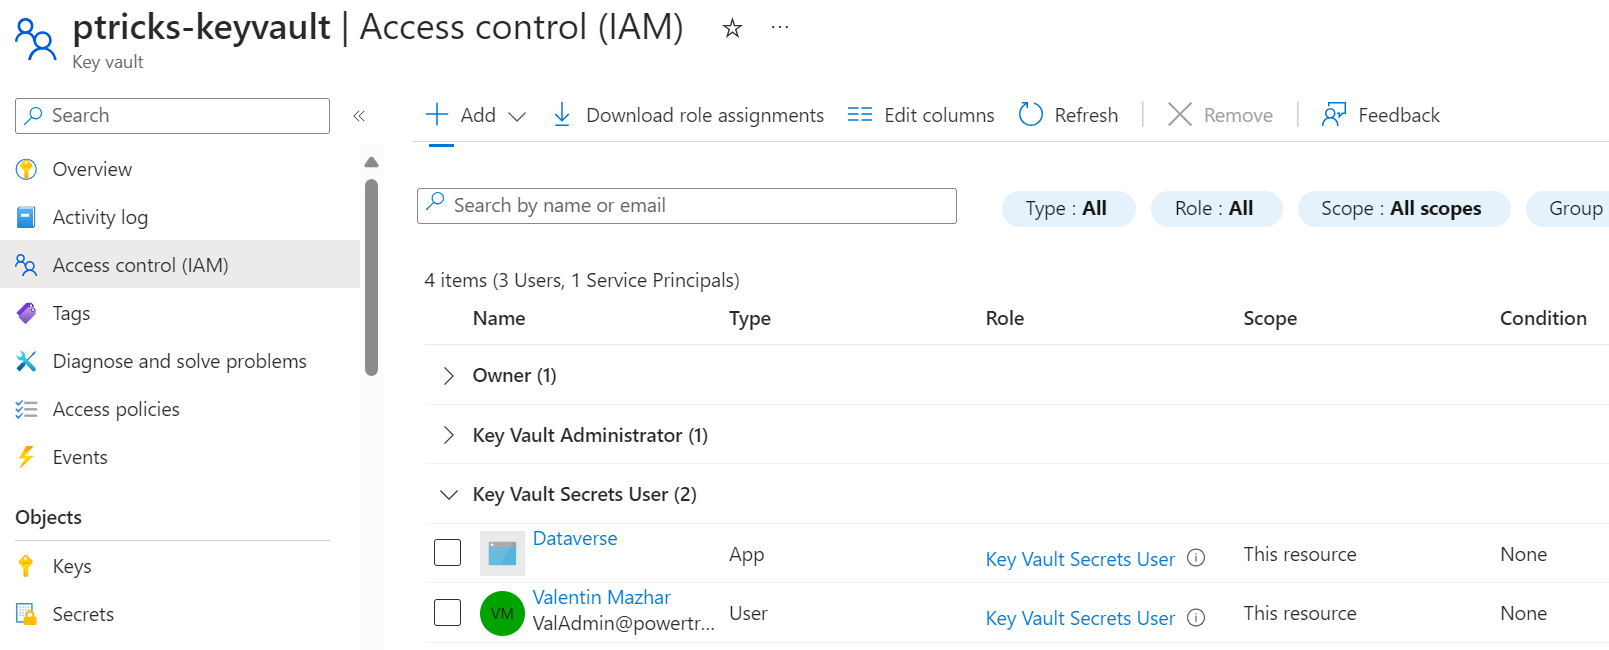 ptricks-keyvault | Access control (IAM) ☆ ...
Key vault
Search «
Add Download role assignments Edit columns Refresh Remove Feedback
Overview
Activity log
Access control (IAM)
Tags
Diagnose and solve problems
Access policies
Events
Objects
Keys
Secrets
Search by name or email Type : All Role : All Scope : All scopes Group
4 items (3 Users, 1 Service Principals)
Name Type Role Scope Condition
Owner (1)
Key Vault Administrator (1)
Key Vault Secrets User (2)
Dataverse App Key Vault Secrets User This resource None
VM Valentin Mazhar User Key Vault Secrets User This resource None
ValAdmin@powertr...